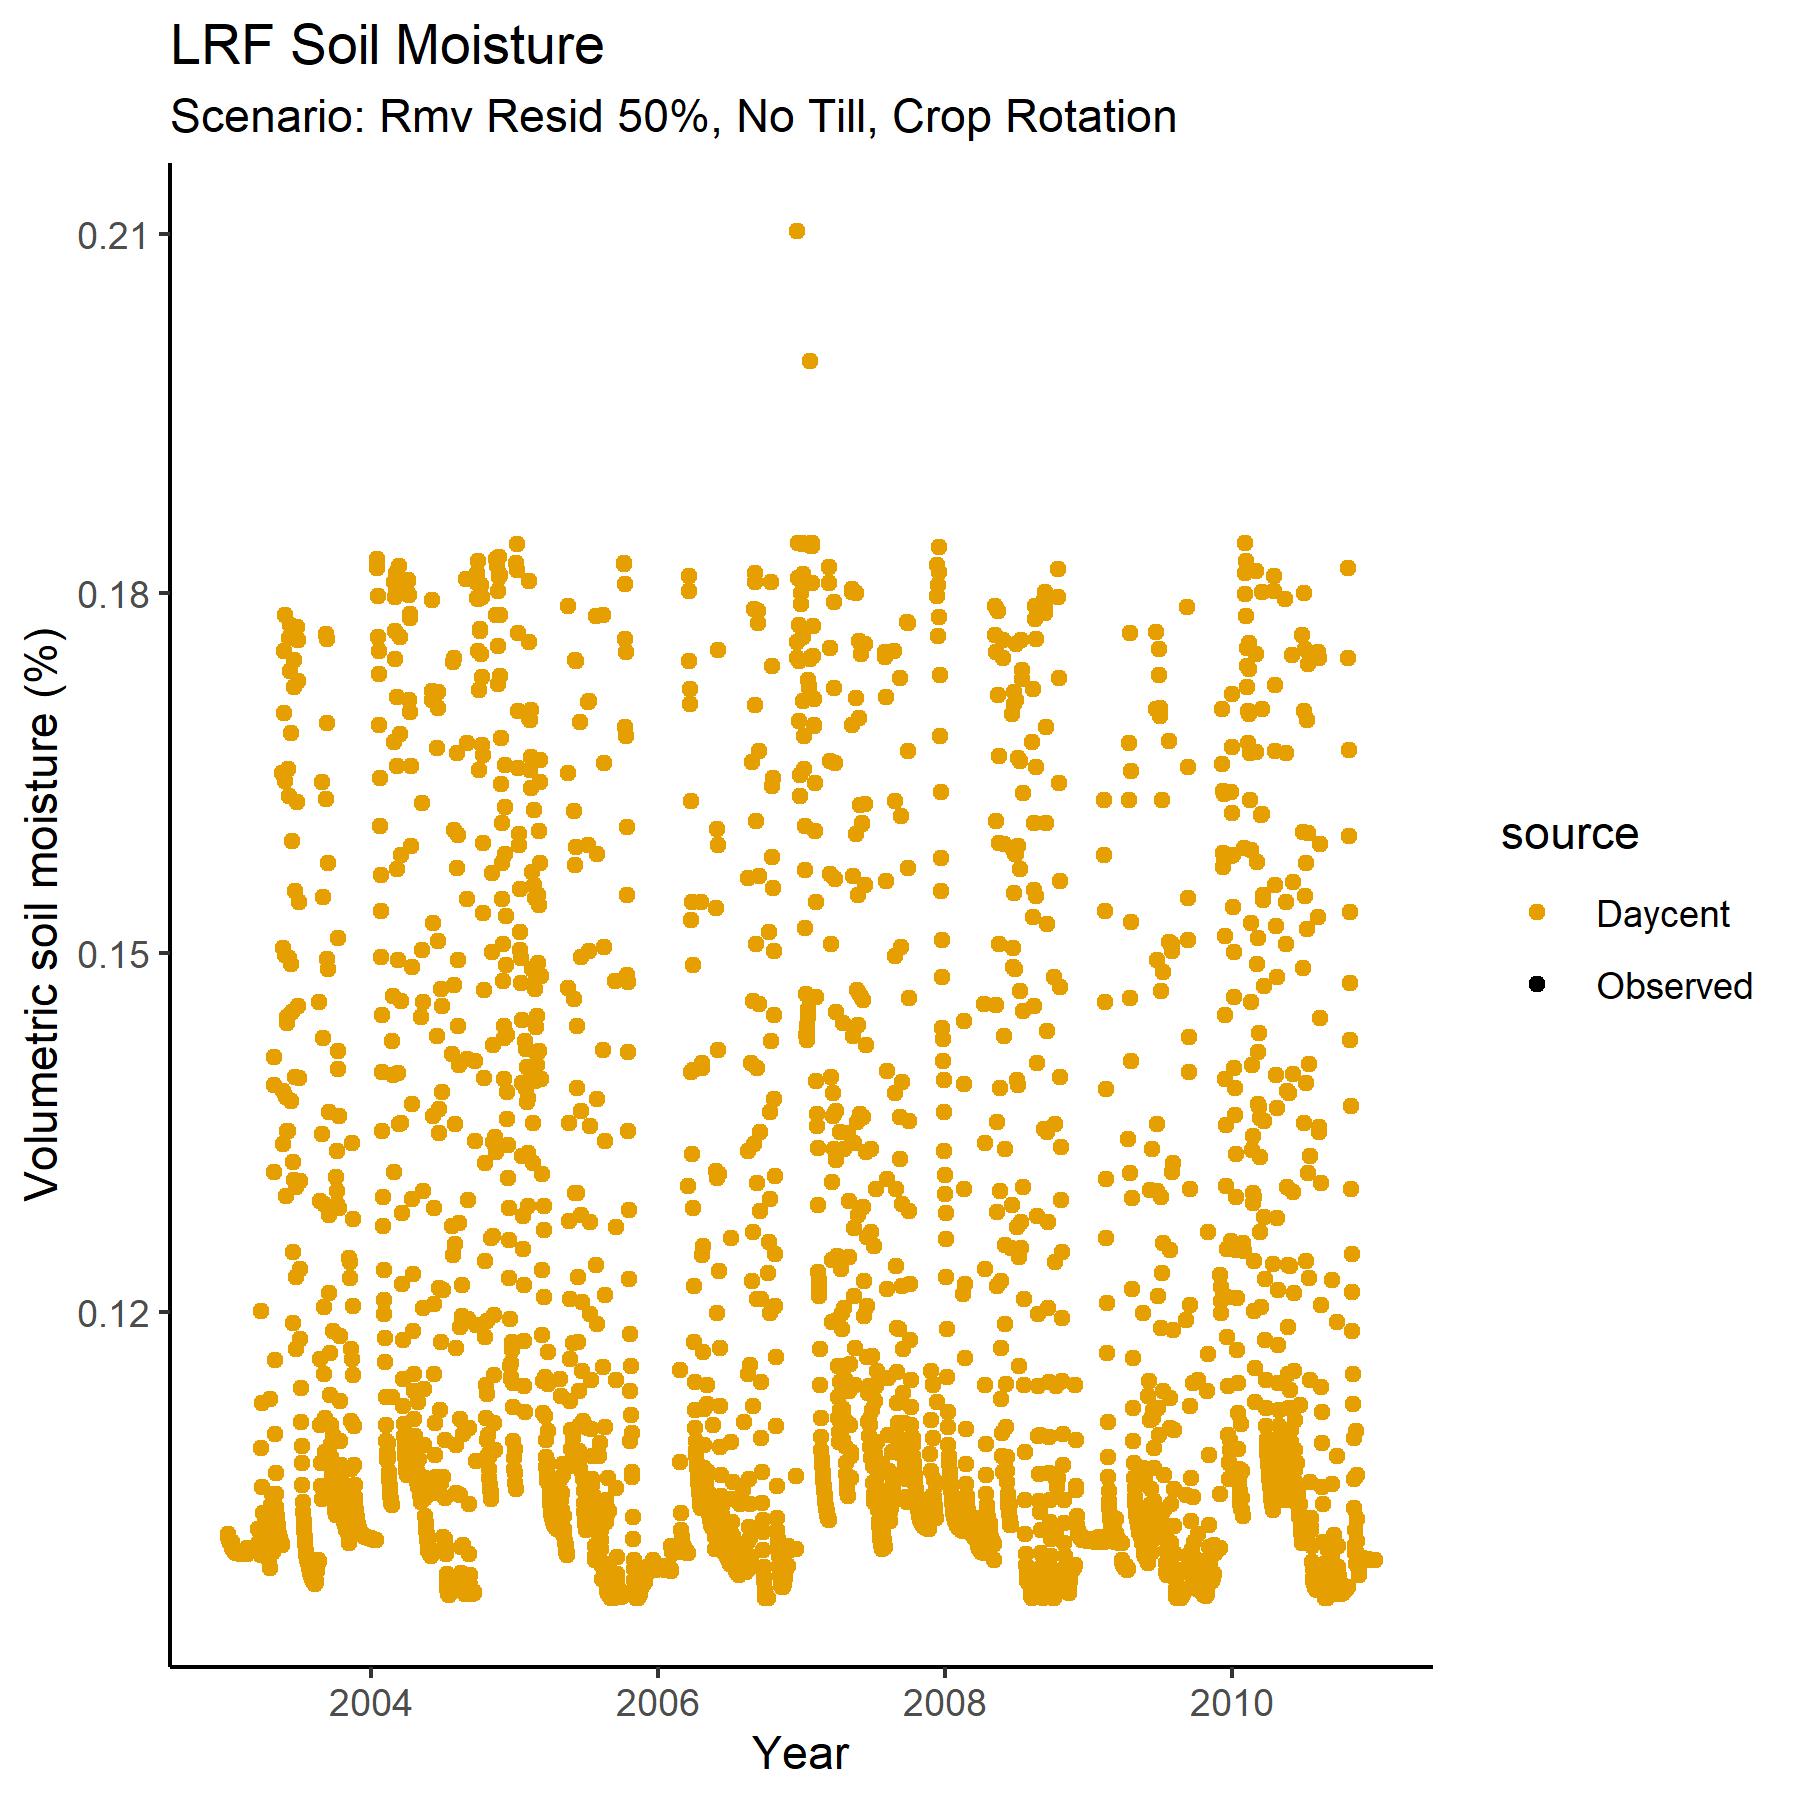 LRF Soil Moisture
Scenario: Rmv Resid 50%, No Till, Crop Rotation
Volumetric soil moisture (%)
0.21
0.18
0.15
0.12
2004
2006
2008
2010
Year
source
Daycent
Observed